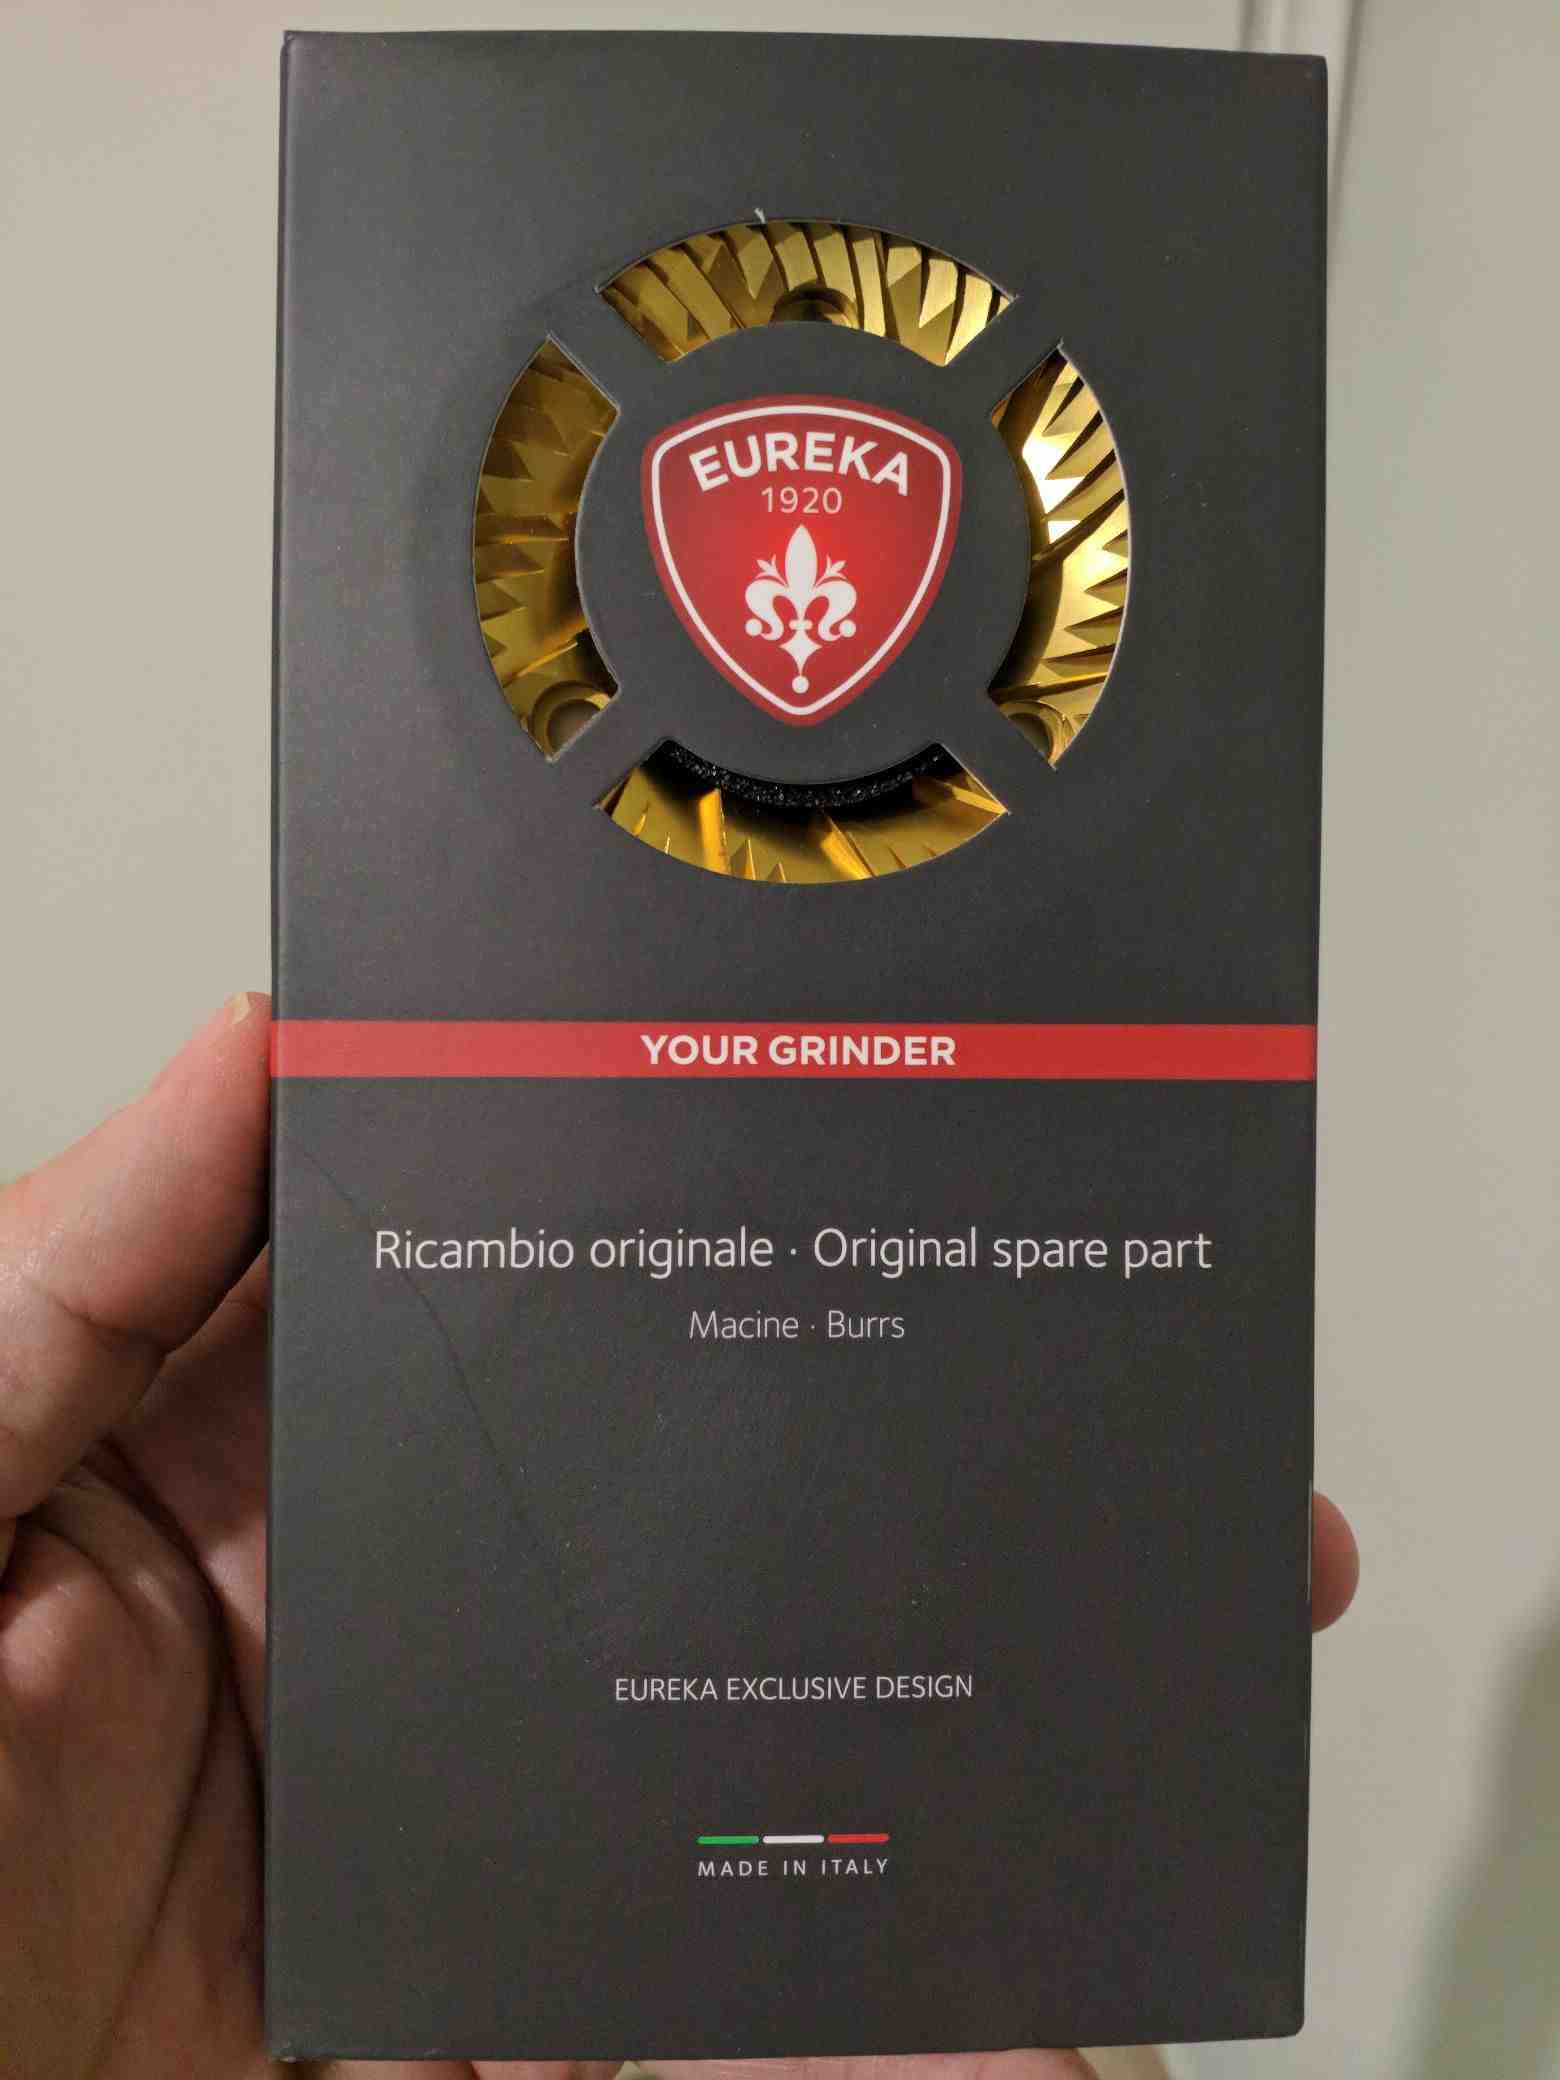 EUREKA
1920
YOUR GRINDER
Ricambio originale · Original spare part
Macine · Burrs
EUREKA EXCLUSIVE DESIGN
MADE IN ITALY